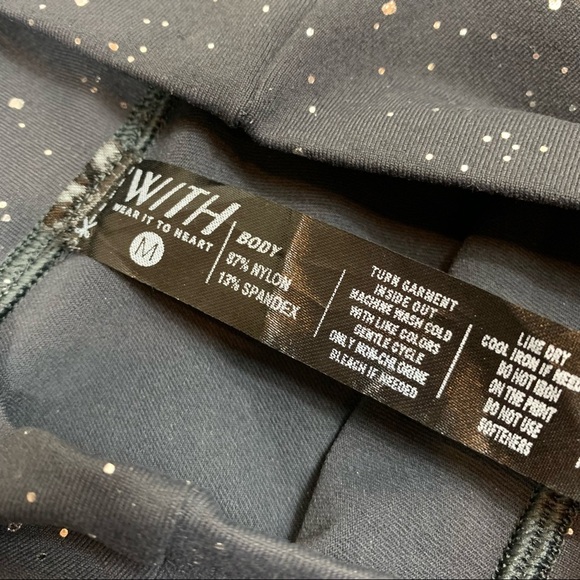 WITH
WEAR IT TO HEART
M
BODY
87% NYLON
13% SPANDEX
TURN GARMENT
INSIDE OUT
MACHINE WASH COLD
WITH LIKE COLORS
GENTLE CYCLE
ONLY NON-CHLORINE
BLEACH IF NEEDED
LINE DRY
COOL IRON IF NEED
DO NOT IRON
ON THE PRINT
DO NOT USE
SOFTENERS